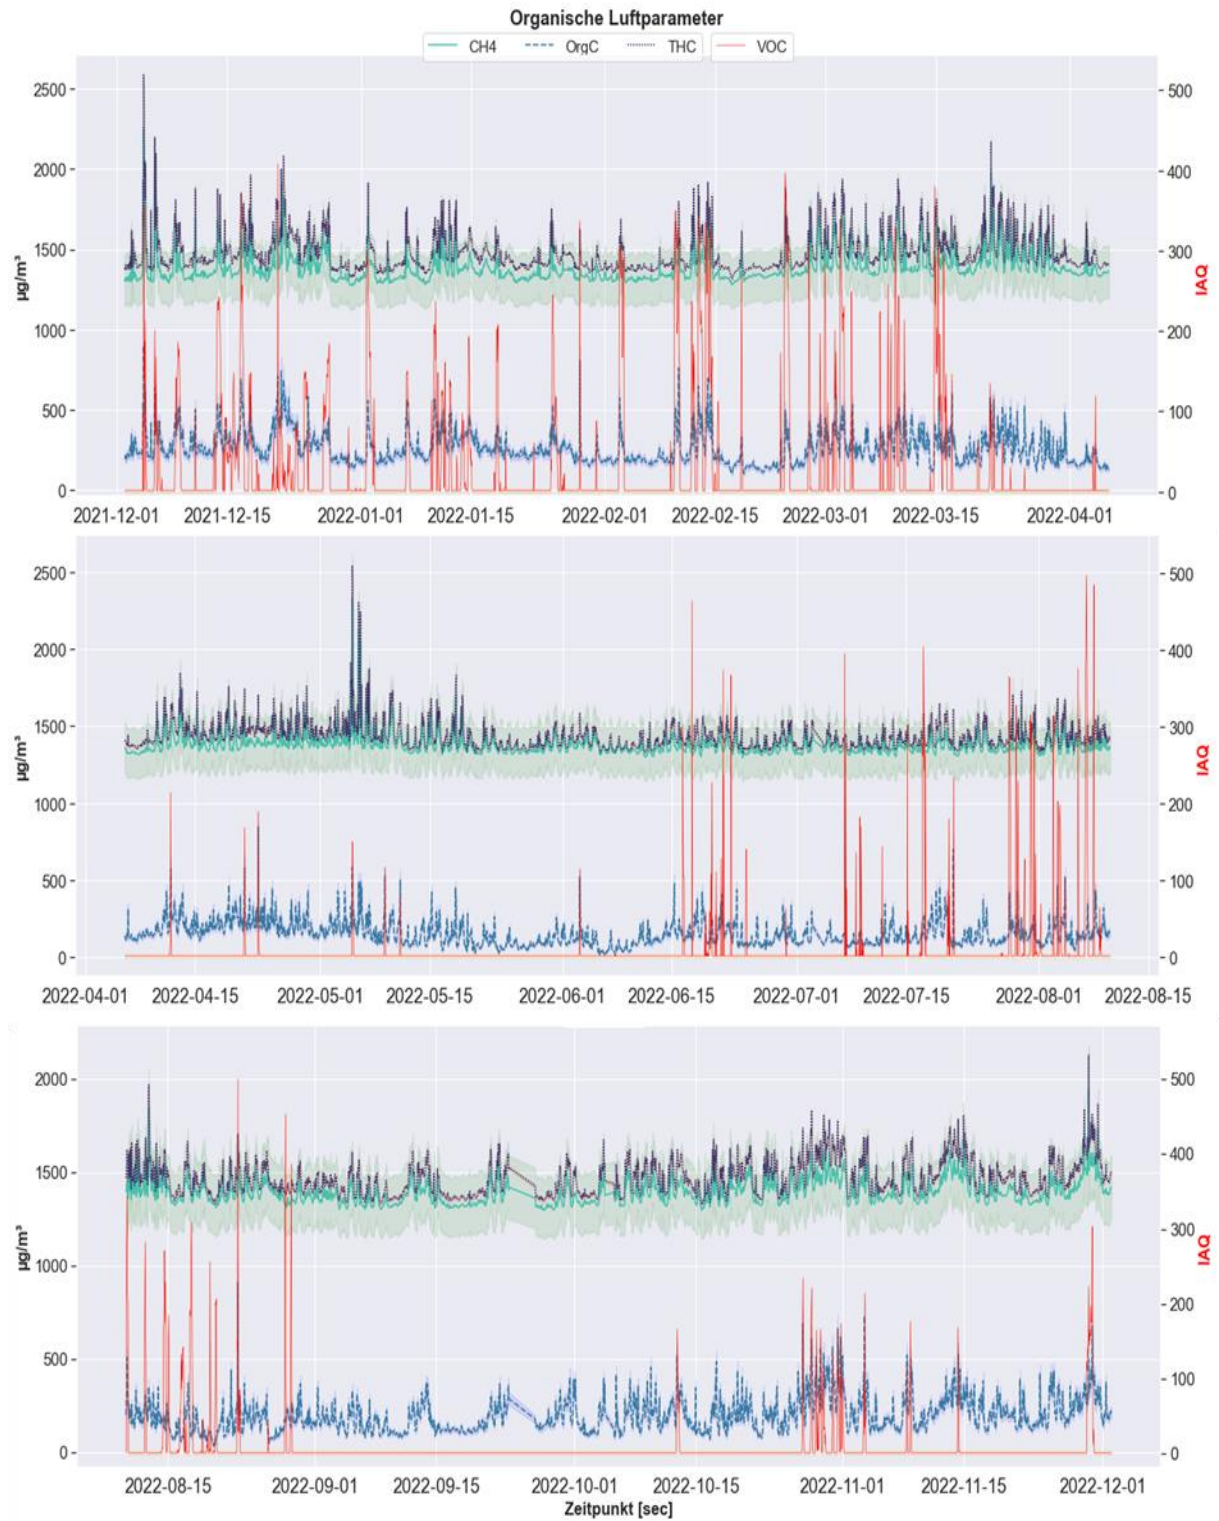 Organische Luftparameter
CH4 OrgC THC VOC
2500 500
2000 400
1500 300
µg/m³ IAQ
1000 200
500 100
0 0
2021-12-01 2021-12-15 2022-01-01 2022-01-15 2022-02-01 2022-02-15 2022-03-01 2022-03-15 2022-04-01
2500 500
2000 400
1500 300
µg/m³ IAQ
1000 200
500 100
0 0
2022-04-01 2022-04-15 2022-05-01 2022-05-15 2022-06-01 2022-06-15 2022-07-01 2022-07-15 2022-08-01 2022-08-15
2000 500
400
1500
300
µg/m³ IAQ
1000
200
500
100
0 0
2022-08-15 2022-09-01 2022-09-15 2022-10-01 2022-10-15 2022-11-01 2022-11-15 2022-12-01
Zeitpunkt [sec]